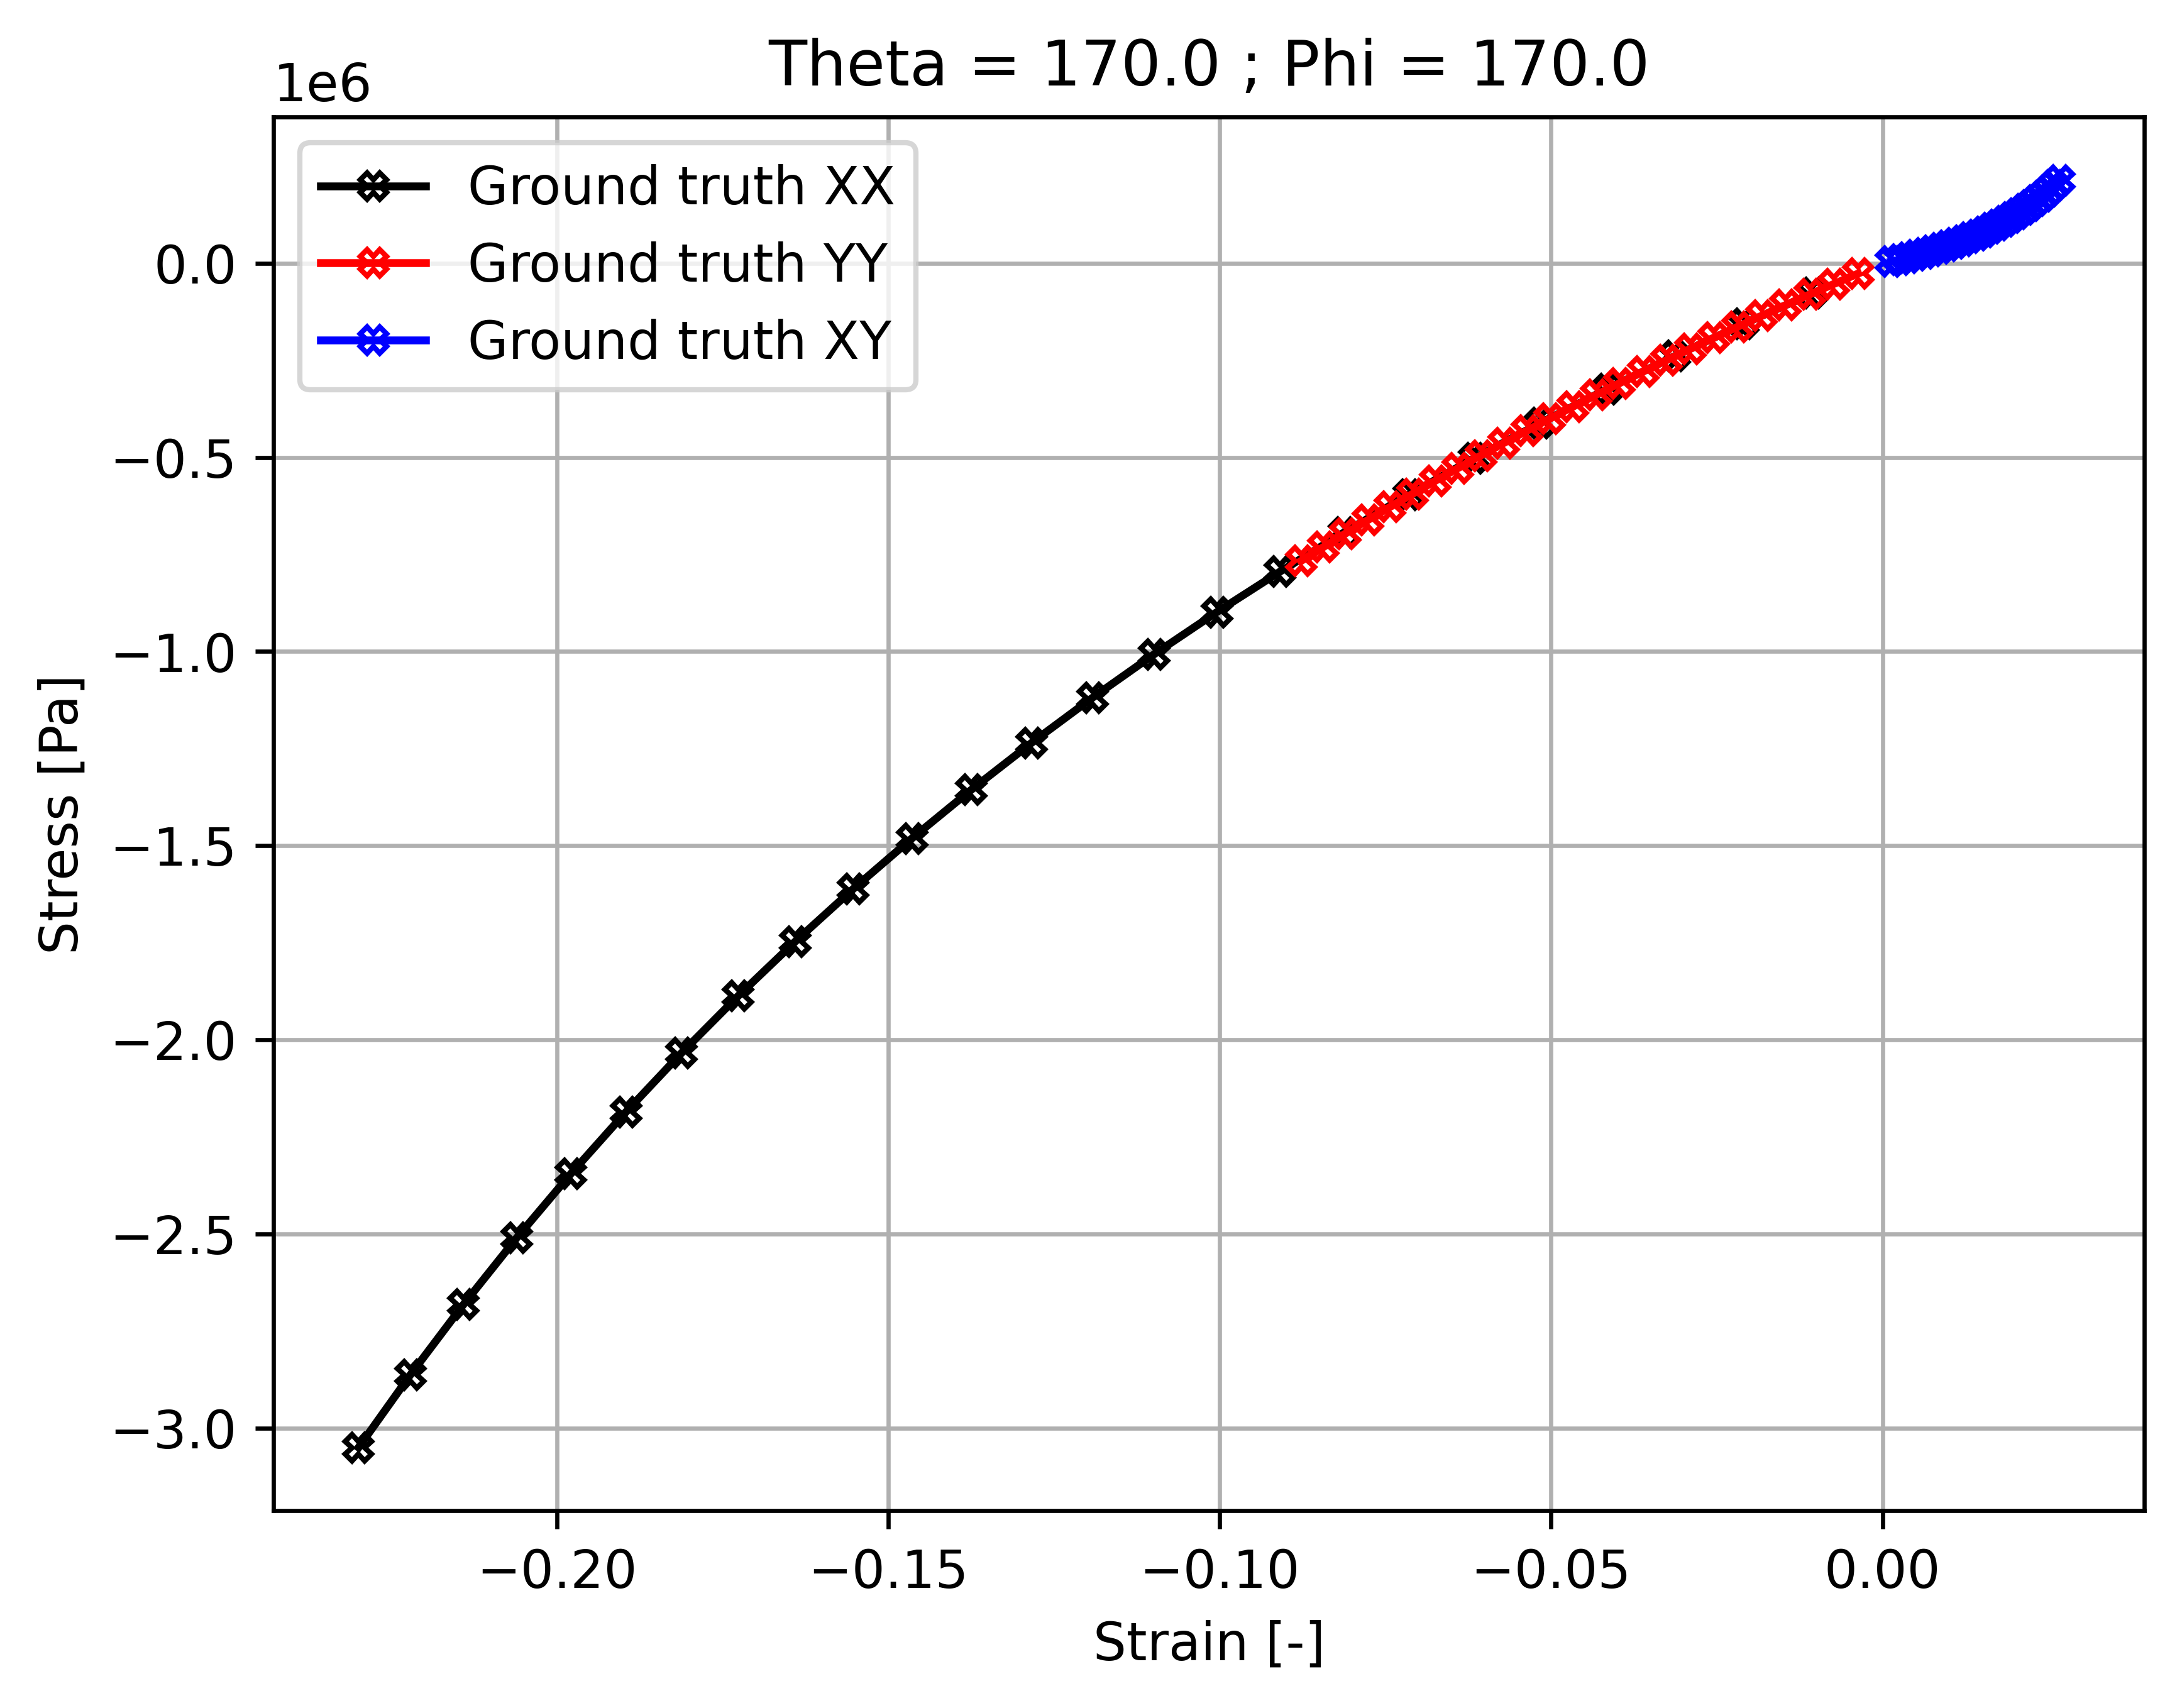 Theta = 170.0 ; Phi = 170.0
1e6
Ground truth XX
Ground truth YY
Ground truth XY
0.0
−0.5
−1.0
−1.5
−2.0
−2.5
−3.0
Stress [Pa]
−0.20
−0.15
−0.10
−0.05
0.00
Strain [-]